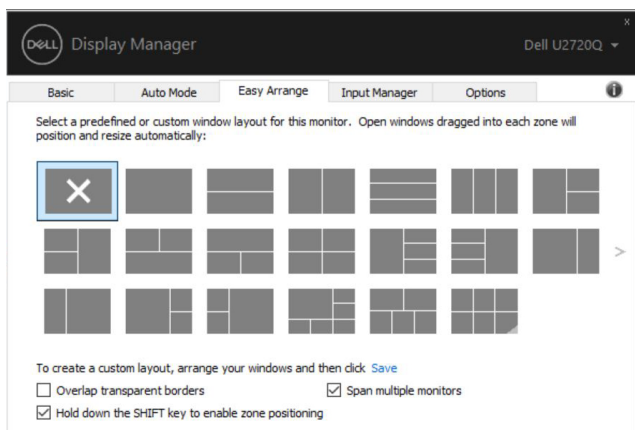 x
DELL Display Manager Dell U2720Q
Basic Auto Mode Easy Arrange Input Manager Options i
Select a predefined or custom window layout for this monitor. Open windows dragged into each zone will
position and resize automatically:
>
To create a custom layout, arrange your windows and then click Save
Overlap transparent borders Span multiple monitors
Hold down the SHIFT key to enable zone positioning